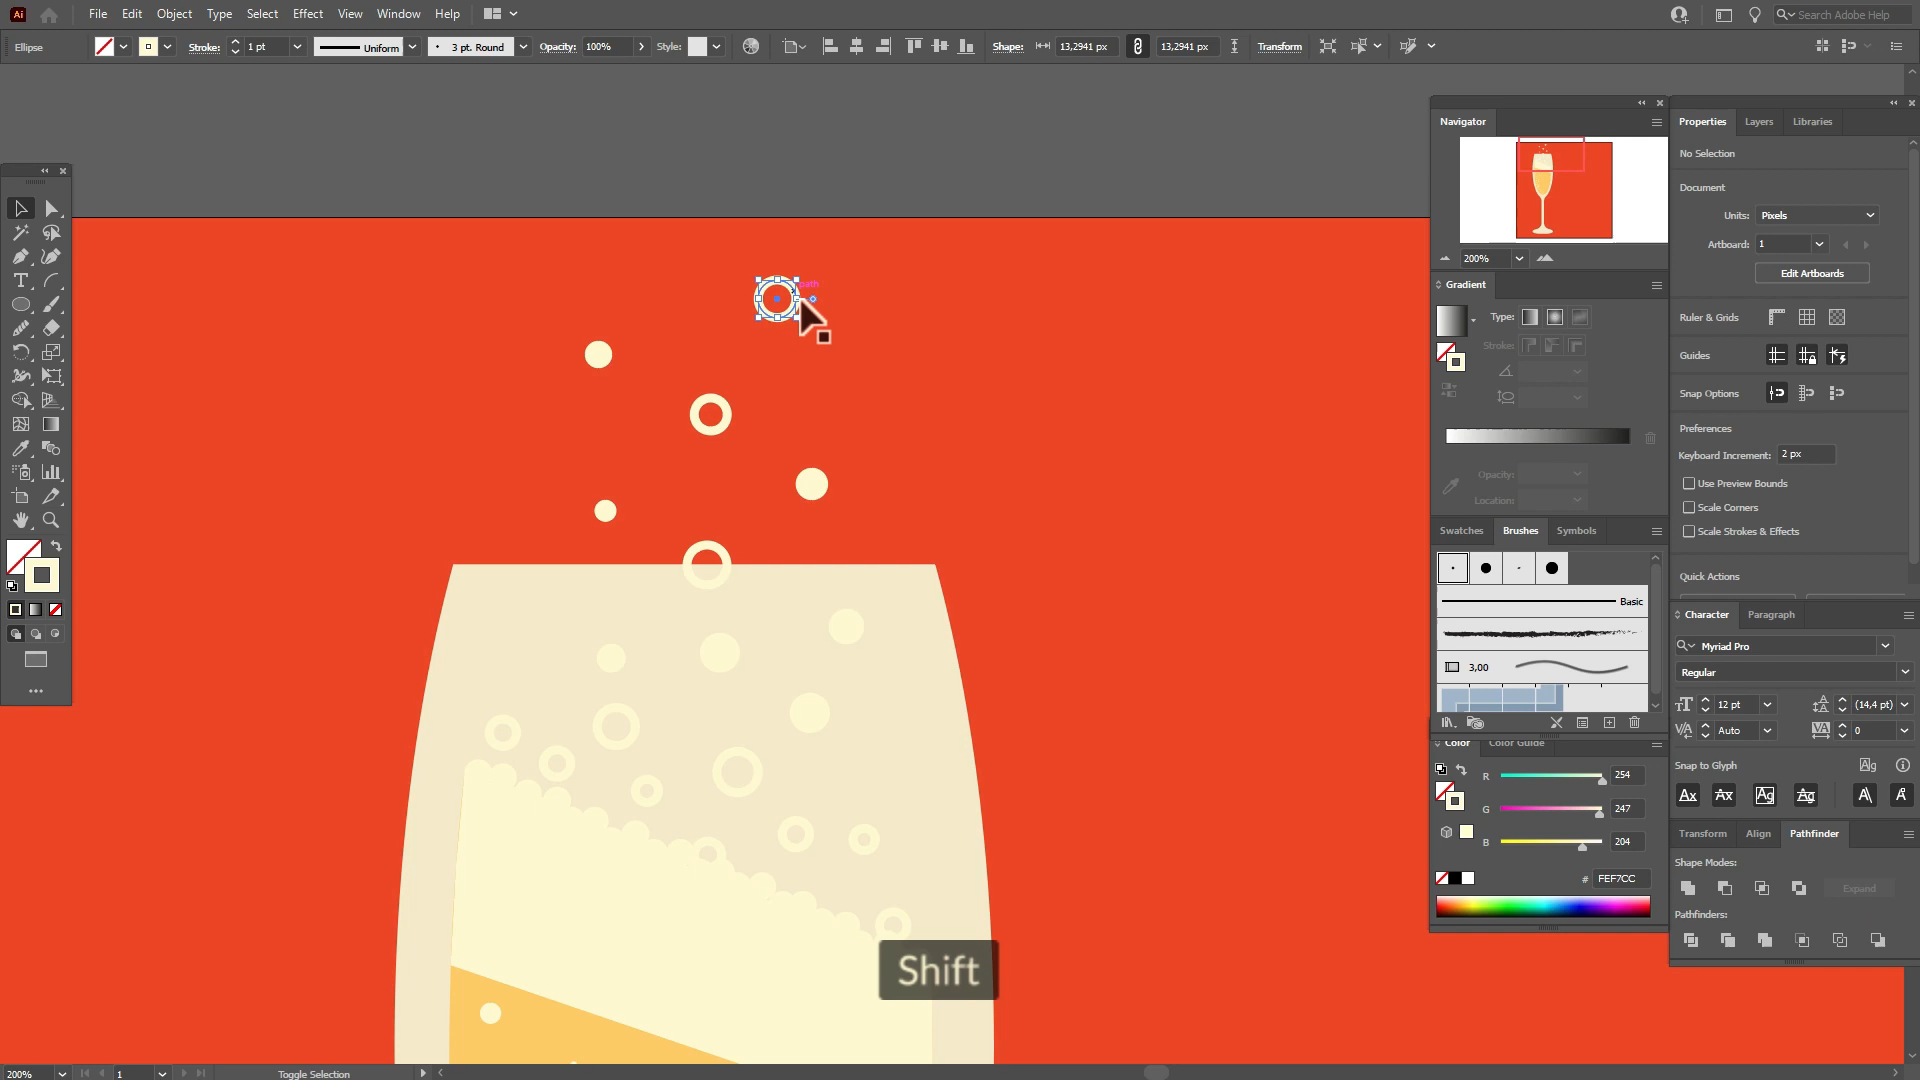 Ai File Edit Object Type Select Effect View Window Help Search Adobe Help
Ellipse Stroke: 1 pt Uniform 3 pt. Round Opacity: 100% Style: Shape: 13,2941 px 13,2941 px Transform
Navigator
Properties Layers Libraries
No Selection
Document
Units: Pixels
Artboard: 1
200%
Edit Artboards
Gradient
path
Type:
Ruler & Grids
Stroke:
Guides
Snap Options
Preferences
Keyboard Increment: 2 px
Opacity:
Use Preview Bounds
Location:
Scale Corners
Swatches Brushes Symbols
Scale Strokes & Effects
Quick Actions
Basic
Character Paragraph
Myriad Pro
3,00
Regular
12 pt (14,4 pt)
Auto 0
Color Color Guide
Snap to Glyph
R 254
G 247
B 204
Transform Align Pathfinder
Shape Modes:
# FEF7CC
Expand
Pathfinders:
Shift
200% 1 Toggle Selection